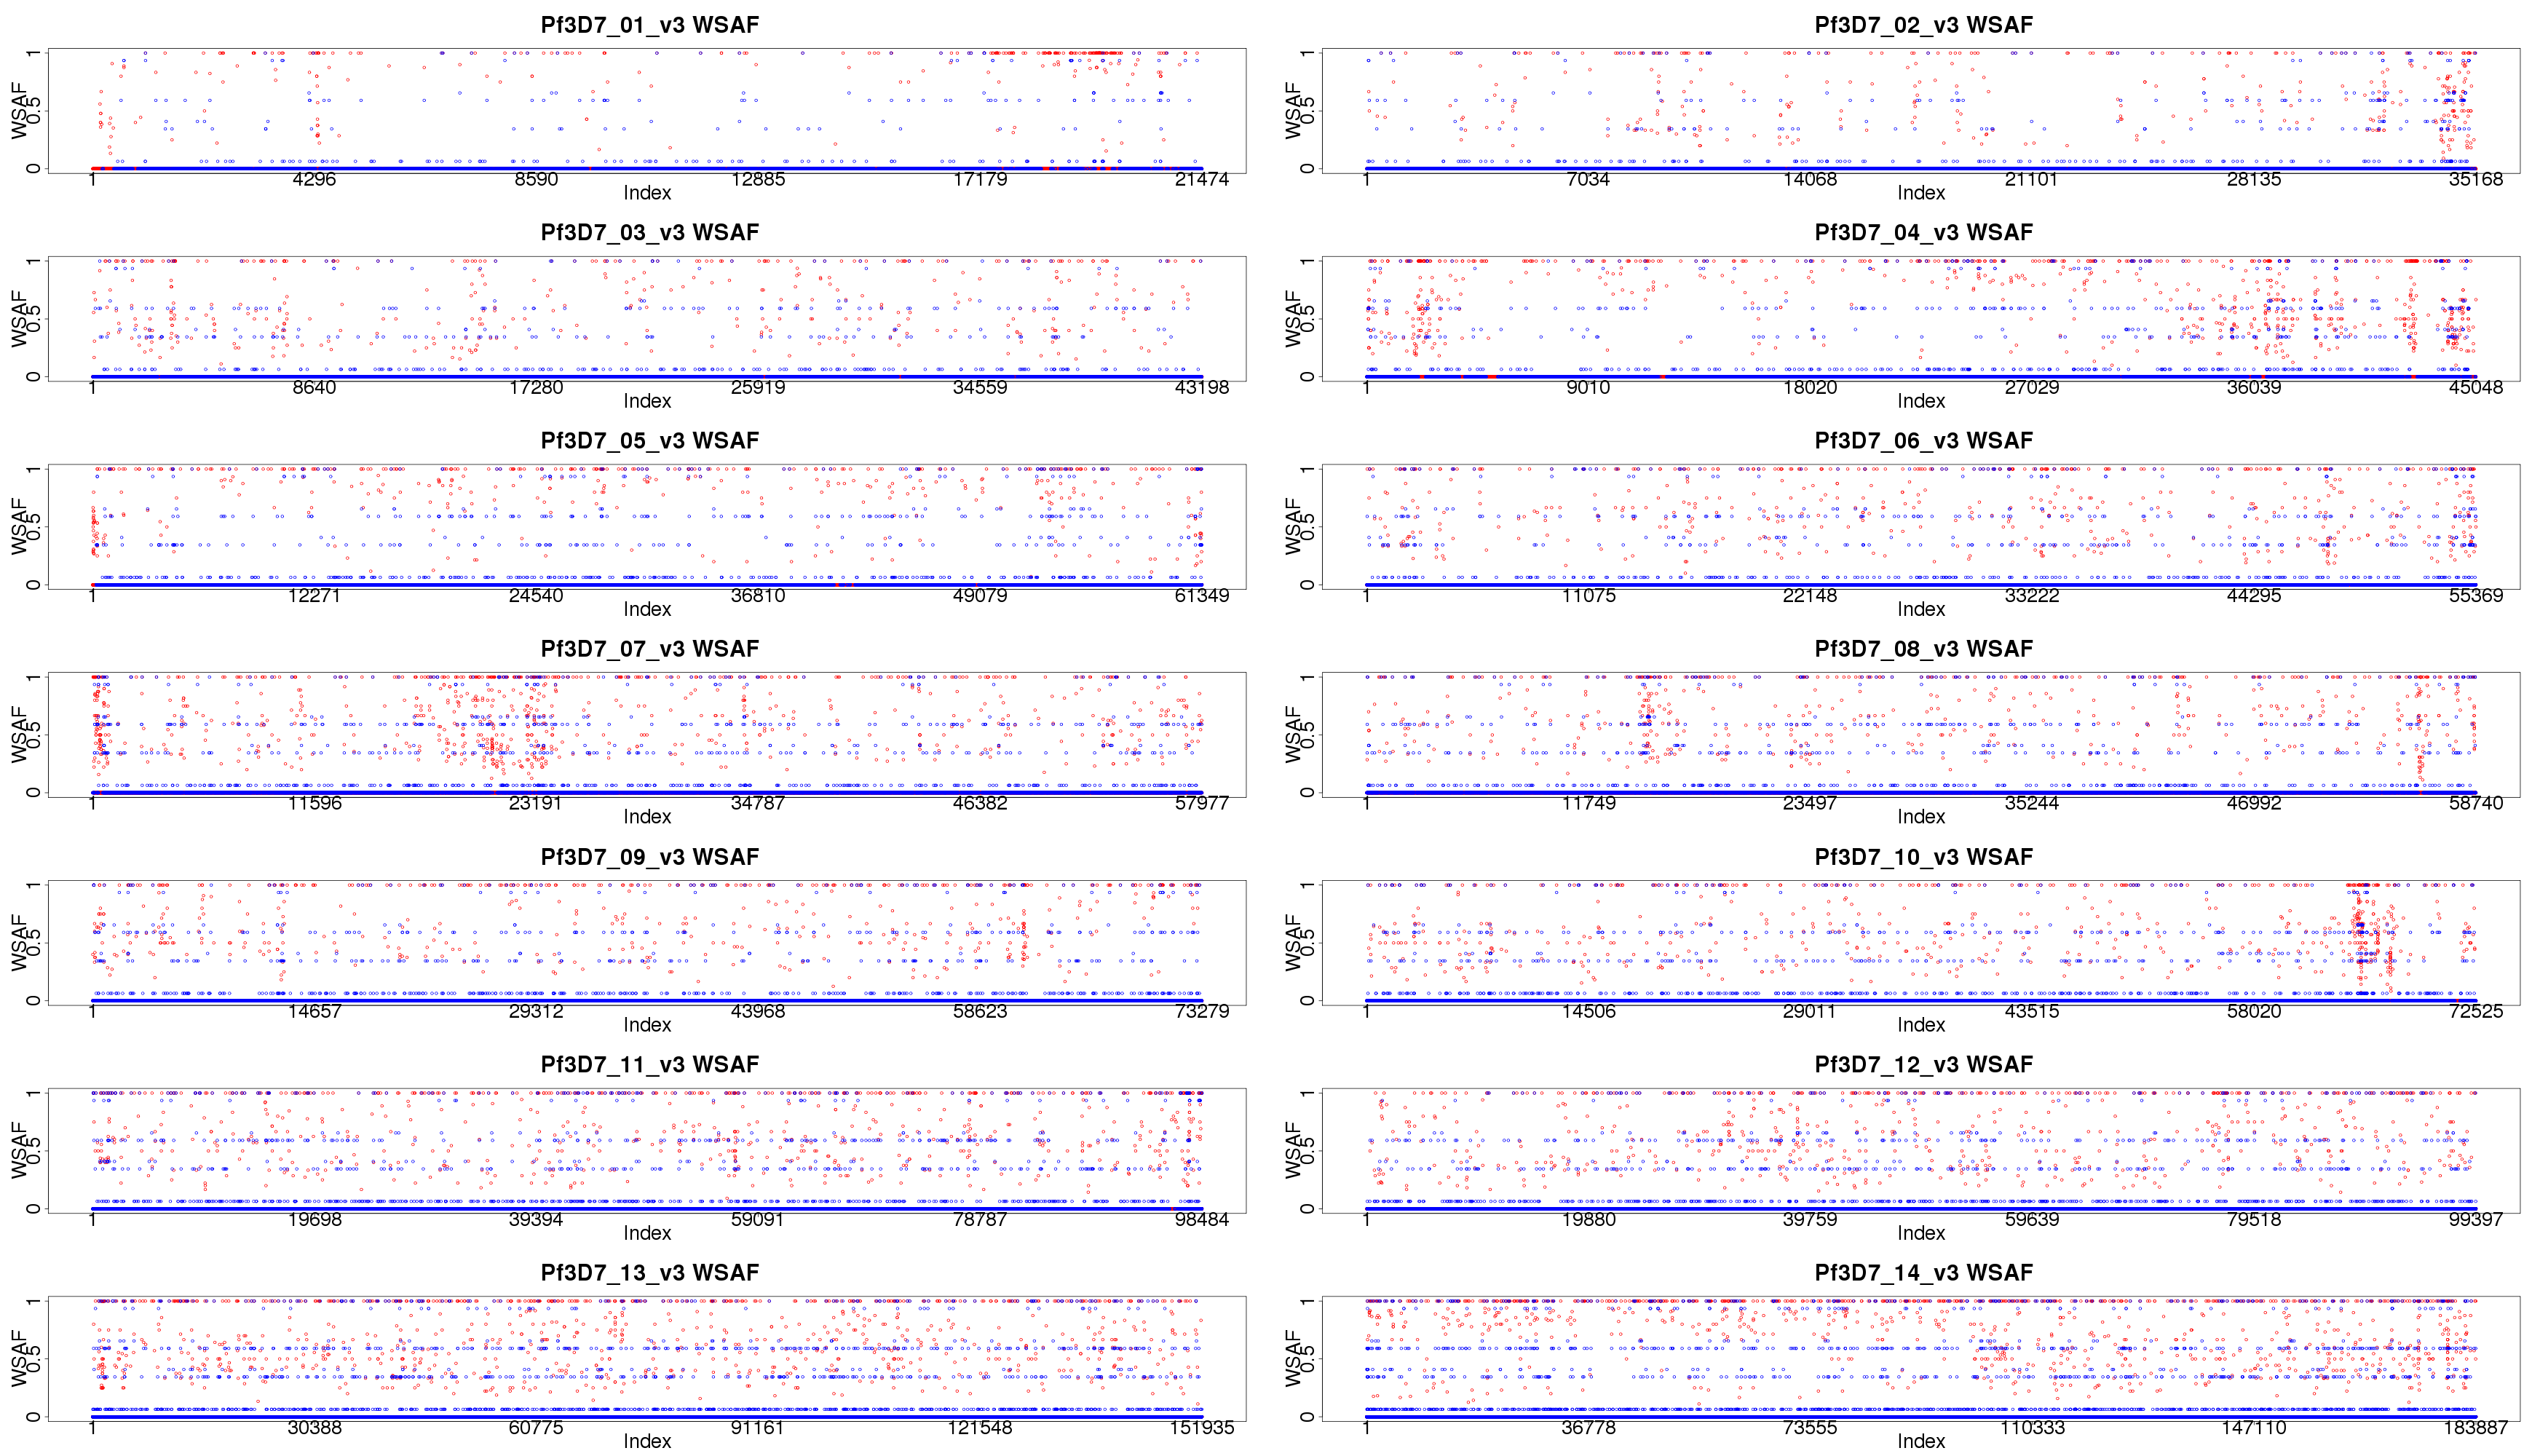 Pf3D7_01_v3 WSAF
WSAF
1
0.5
0
1 4296 8590 12885 17179 21474
Index
Pf3D7_02_v3 WSAF
WSAF
1
0.5
0
1 7034 14068 21101 28135 35168
Index
Pf3D7_03_v3 WSAF
WSAF
1
0.5
0
1 8640 17280 25919 34559 43198
Index
Pf3D7_04_v3 WSAF
WSAF
1
0.5
0
1 9010 18020 27029 36039 45048
Index
Pf3D7_05_v3 WSAF
WSAF
1
0.5
0
1 12271 24540 36810 49079 61349
Index
Pf3D7_06_v3 WSAF
WSAF
1
0.5
0
1 11075 22148 33222 44295 55369
Index
Pf3D7_07_v3 WSAF
WSAF
1
0.5
0
1 11596 23191 34787 46382 57977
Index
Pf3D7_08_v3 WSAF
WSAF
1
0.5
0
1 11749 23497 35244 46992 58740
Index
Pf3D7_09_v3 WSAF
WSAF
1
0.5
0
1 14657 29312 43968 58623 73279
Index
Pf3D7_10_v3 WSAF
WSAF
1
0.5
0
1 14506 29011 43515 58020 72525
Index
Pf3D7_11_v3 WSAF
WSAF
1
0.5
0
1 19698 39394 59091 78787 98484
Index
Pf3D7_12_v3 WSAF
WSAF
1
0.5
0
1 19880 39759 59639 79518 99397
Index
Pf3D7_13_v3 WSAF
WSAF
1
0.5
0
1 30388 60775 91161 121548 151935
Index
Pf3D7_14_v3 WSAF
WSAF
1
0.5
0
1 36778 73555 110333 147110 183887
Index